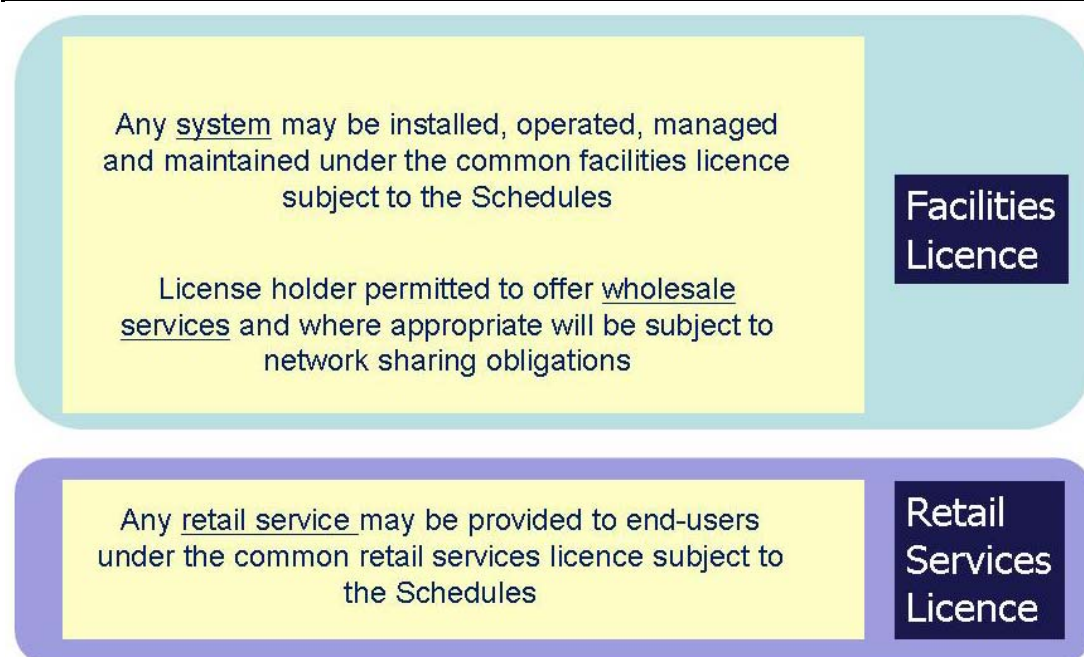 Any system may be installed, operated, managed
and maintained under the common facilities licence
subject to the Schedules
License holder permitted to offer wholesale
services and where appropriate will be subject to
network sharing obligations
Facilities
Licence
Any retail service may be provided to end-users
under the common retail services licence subject to
the Schedules
Retail
Services
Licence